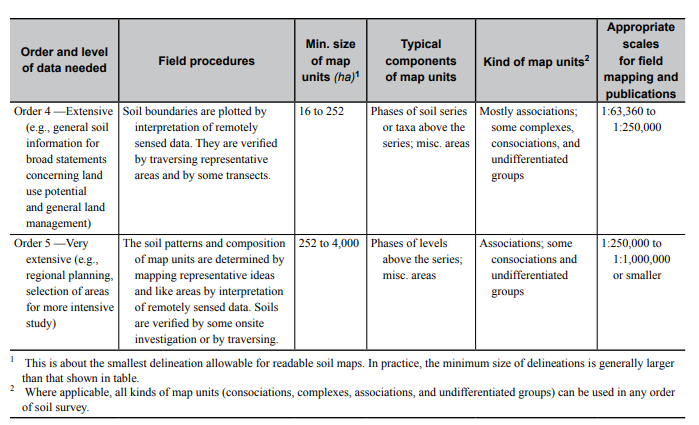 Order and level
of data needed
Field procedures
Min. size
of map
units (ha)1
Typical
components
of map units
Kind of map units2
Appropriate
scales
for field
mapping and
publications
Order 4 —Extensive
(e.g., general soil
information for
broad statements
concerning land
use potential
and general land
management)
Soil boundaries are plotted by
interpretation of remotely
sensed data. They are verified
by traversing representative
areas and by some transects.
16 to 252
Phases of soil series
or taxa above the
series; misc. areas
Mostly associations;
some complexes,
consociations, and
undifferentiated
groups
1:63,360 to
1:250,000
Order 5 —Very
extensive (e.g.,
regional planning,
selection of areas
for more intensive
study)
The soil patterns and composition
of map units are determined by
mapping representative ideas
and like areas by interpretation
of remotely sensed data. Soils
are verified by some onsite
investigation or by traversing.
252 to 4,000
Phases of levels
above the series;
misc. areas
Associations; some
consociations and
undifferentiated
groups
1:250,000 to
1:1,000,000
or smaller
1 This is about the smallest delineation allowable for readable soil maps. In practice, the minimum size of delineations is generally larger
than that shown in table.
2 Where applicable, all kinds of map units (consociations, complexes, associations, and undifferentiated groups) can be used in any order
of soil survey.